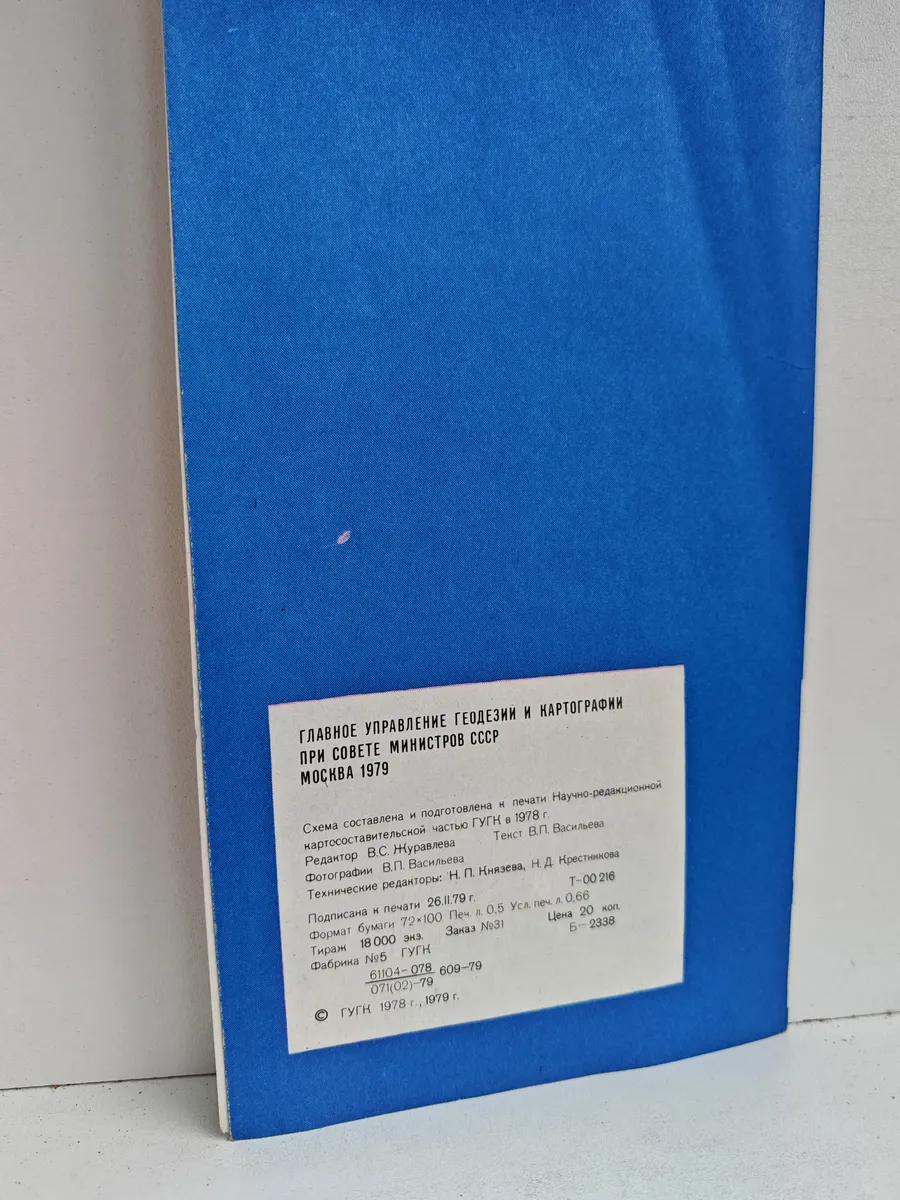 ГЛАВНОЕ УПРАВЛЕНИЕ ГЕОДЕЗИИ И КАРТОГРАФИИ
ПРИ СОВЕТЕ МИНИСТРОВ СССР
МОСКВА 1979
Схема составлена и подготовлена к печати Научно-редакционной
картосоставительской частью ГУГК в 1978 г.
Редактор В.С. Журавлева Текст В.П. Васильева
Фотографии В.П. Васильева
Технические редакторы: Н. П. Князева, Н. Д. Крестникова
Подписана к печати 26.II.79 г. Т-00216
Формат бумаги 72×100 Печ. л. 0,5 Усл. печ. л. 0,66
Тираж 18 000 экз. Заказ №31 Цена 20 коп.
Фабрика №5 ГУГК Б-2338
61104-078
071(02)-79 609-79
© ГУГК 1978 г., 1979 г.